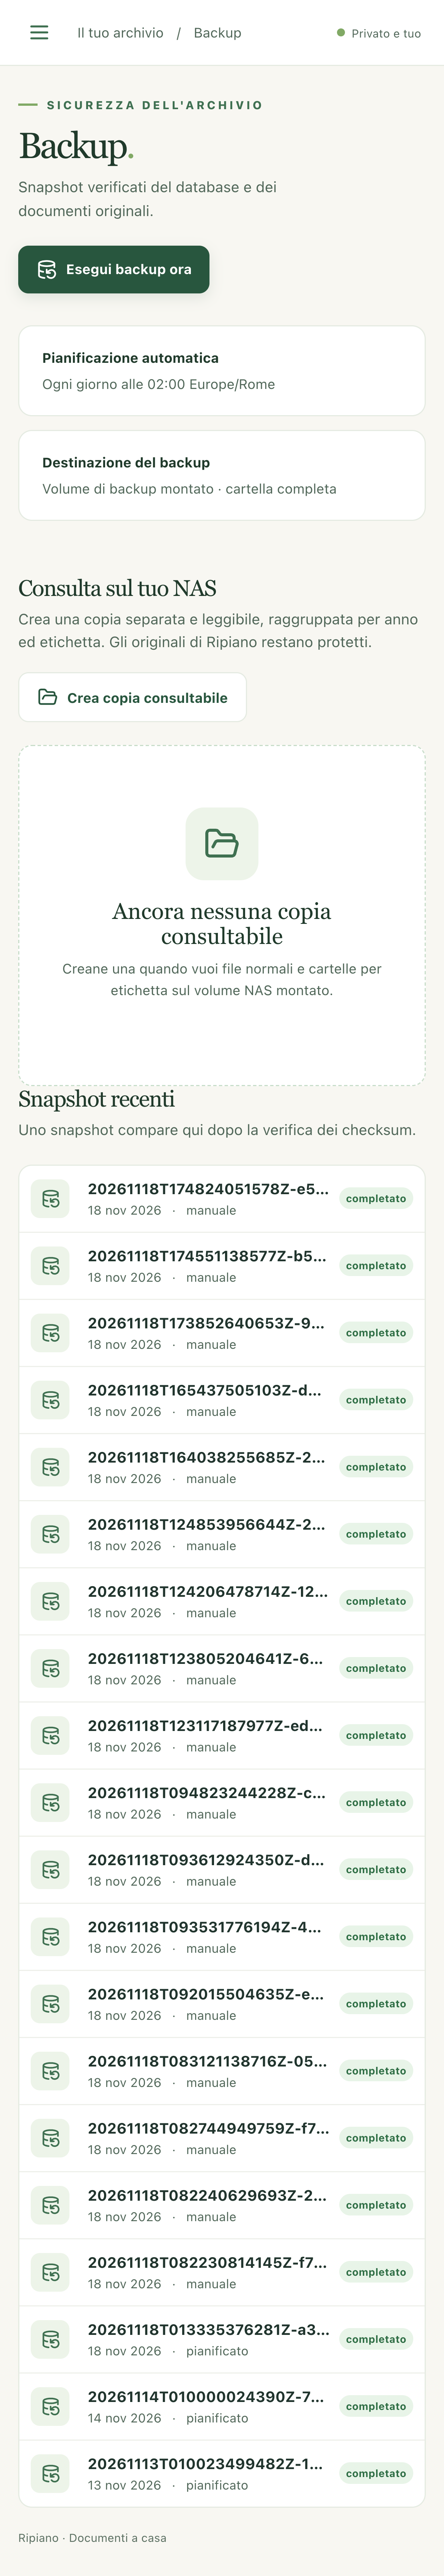 Il tuo archivio / Backup
Privato e tuo
SICUREZZA DELL'ARCHIVIO
Backup.
Snapshot verificati del database e dei
documenti originali.
Esegui backup ora
Pianificazione automatica
Ogni giorno alle 02:00 Europe/Rome
Destinazione del backup
Volume di backup montato · cartella completa
Consulta sul tuo NAS
Crea una copia separata e leggibile, raggruppata per anno
ed etichetta. Gli originali di Ripiano restano protetti.
Crea copia consultabile
Ancora nessuna copia
consultabile
Creane una quando vuoi file normali e cartelle per
etichetta sul volume NAS montato.
Snapshot recenti
Uno snapshot compare qui dopo la verifica dei checksum.
20261118T174824051578Z-e5...
completato
18 nov 2026 · manuale
20261118T174551138577Z-b5...
completato
18 nov 2026 · manuale
20261118T173852640653Z-9...
completato
18 nov 2026 · manuale
20261118T165437505103Z-d...
completato
18 nov 2026 · manuale
20261118T164038255685Z-2...
completato
18 nov 2026 · manuale
20261118T124853956644Z-2...
completato
18 nov 2026 · manuale
20261118T124206478714Z-12...
completato
18 nov 2026 · manuale
20261118T123805204641Z-6...
completato
18 nov 2026 · manuale
20261118T123117187977Z-ed...
completato
18 nov 2026 · manuale
20261118T094823244228Z-c...
completato
18 nov 2026 · manuale
20261118T093612924350Z-d...
completato
18 nov 2026 · manuale
20261118T093531776194Z-4...
completato
18 nov 2026 · manuale
20261118T092015504635Z-e...
completato
18 nov 2026 · manuale
20261118T083121138716Z-05...
completato
18 nov 2026 · manuale
20261118T082744949759Z-f7...
completato
18 nov 2026 · manuale
20261118T082240629693Z-2...
completato
18 nov 2026 · manuale
20261118T082230814145Z-f7...
completato
18 nov 2026 · manuale
20261118T013335376281Z-a3...
completato
18 nov 2026 · pianificato
20261114T010000024390Z-7...
completato
14 nov 2026 · pianificato
20261113T010023499482Z-1...
completato
13 nov 2026 · pianificato
Ripiano · Documenti a casa